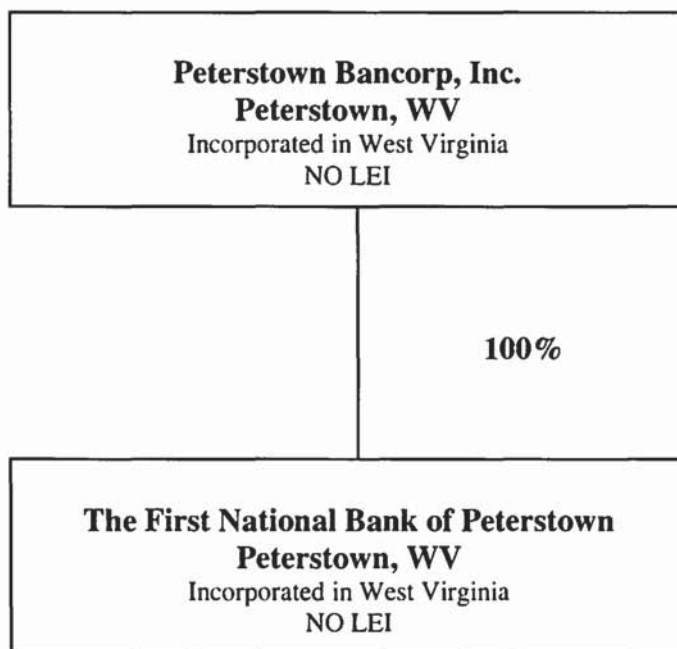 Peterstown Bancorp, Inc.
Peterstown, WV
Incorporated in West Virginia
NO LEI
100%
The First National Bank of Peterstown
Peterstown, WV
Incorporated in West Virginia
NO LEI